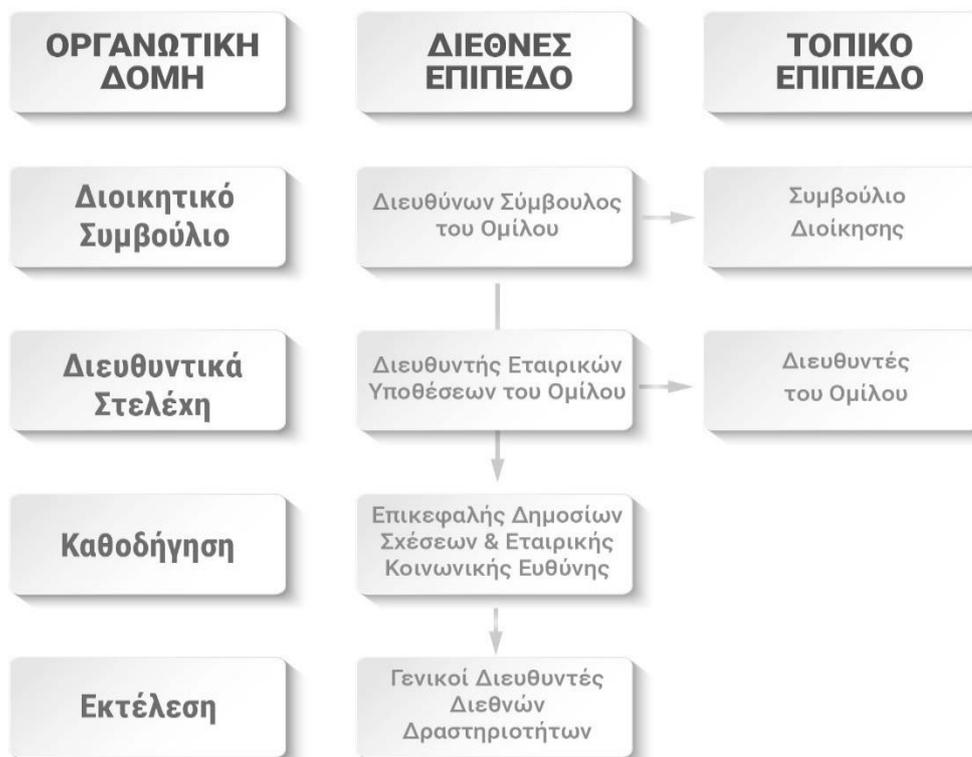 ΟΡΓΑΝΩΤΙΚΗ
ΔΟΜΗ
ΔΙΕΘΝΕΣ
ΕΠΙΠΕΔΟ
ΤΟΠΙΚΟ
ΕΠΙΠΕΔΟ
Διοικητικό
Συμβούλιο
Διευθύνων Σύμβουλος
του Ομίλου
Συμβούλιο
Διοίκησης
Διευθυντικά
Στελέχη
Διευθυντής Εταιρικών
Υποθέσεων του Ομίλου
Διευθυντές
του Ομίλου
Καθοδήγηση
Επικεφαλής Δημοσίων
Σχέσεων & Εταιρικής
Κοινωνικής Ευθύνης
Εκτέλεση
Γενικοί Διευθυντές
Διεθνών
Δραστηριοτήτων